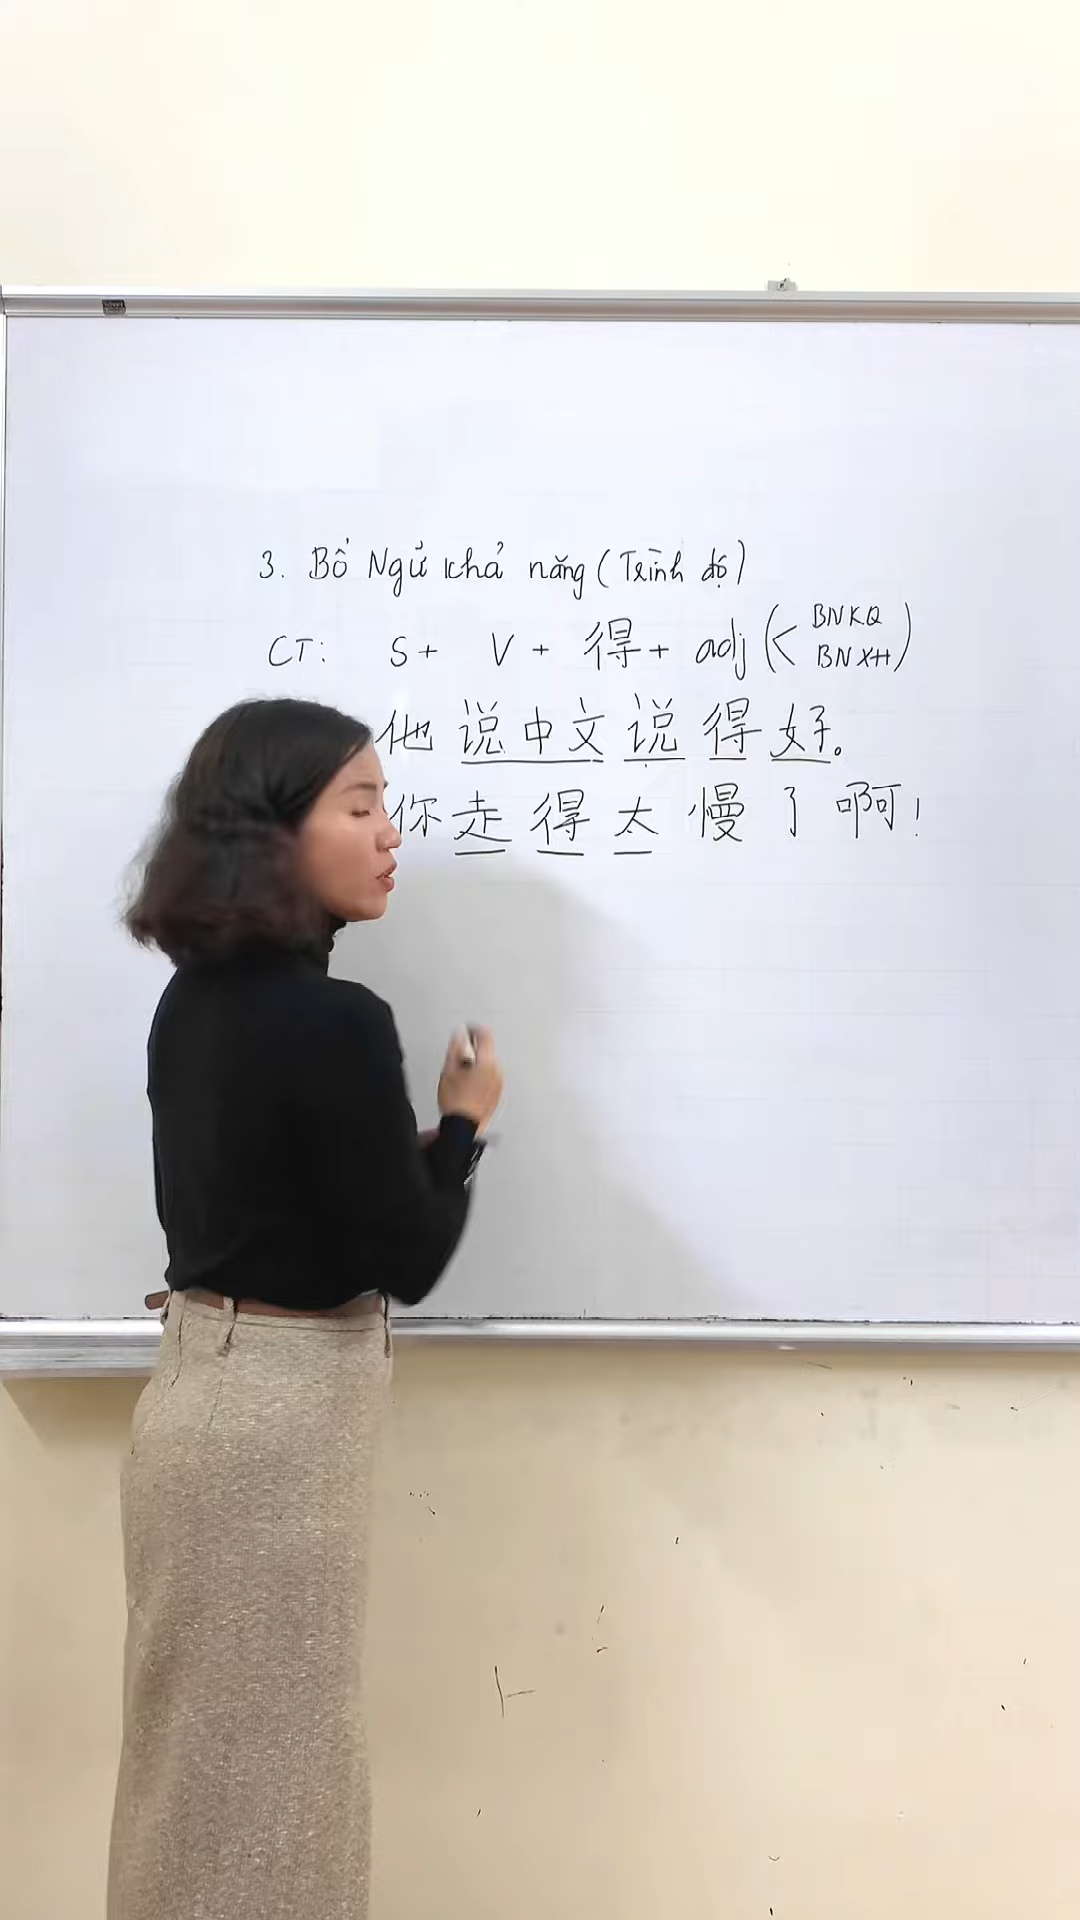 3. Bổ Ngữ khả năng (Trình độ)
CT: S + V + 得 + adj (< BNKQ
BNXH)
他说中文说得好。
你走得太慢了啊!